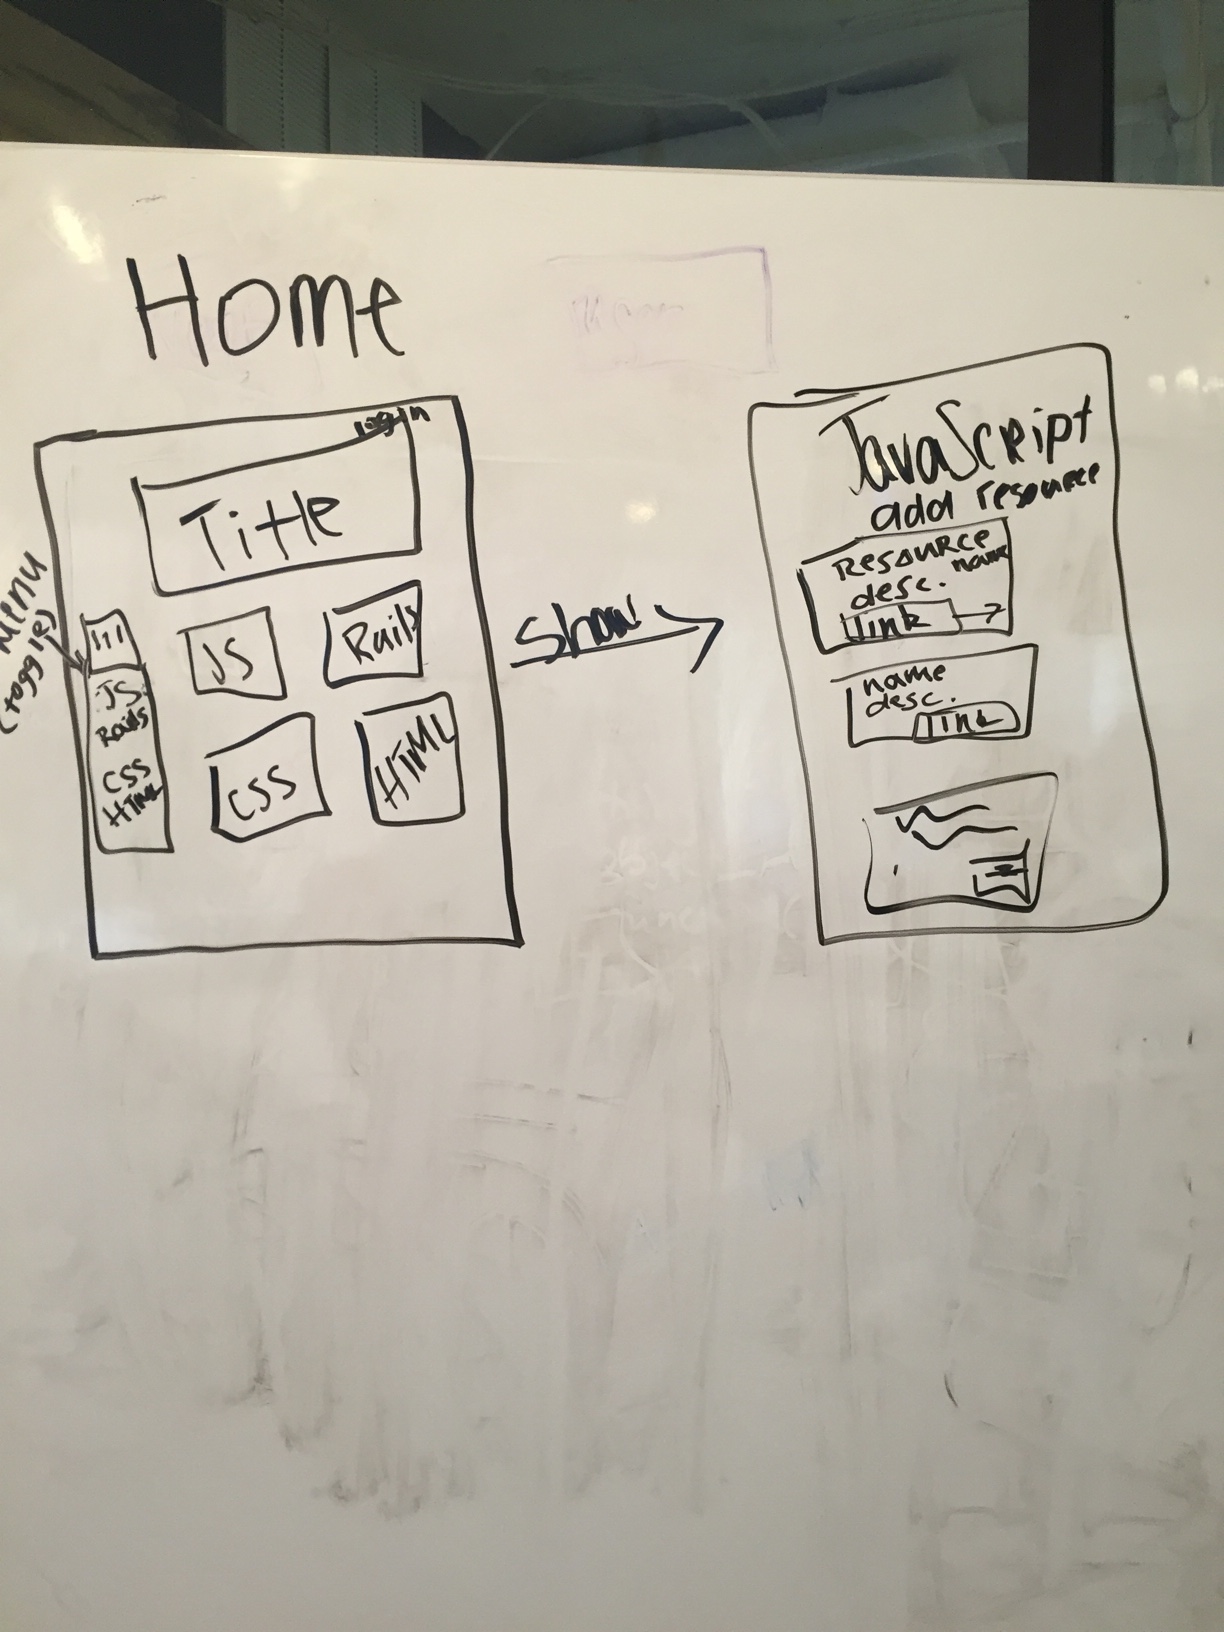 Home
login
Title
Menu
(toggle)
JS
Rails
JS
Rails
CSS
HTML
CSS
HTML
Show
JavaScript
add resource
Resource
name
desc.
link
name
desc.
link